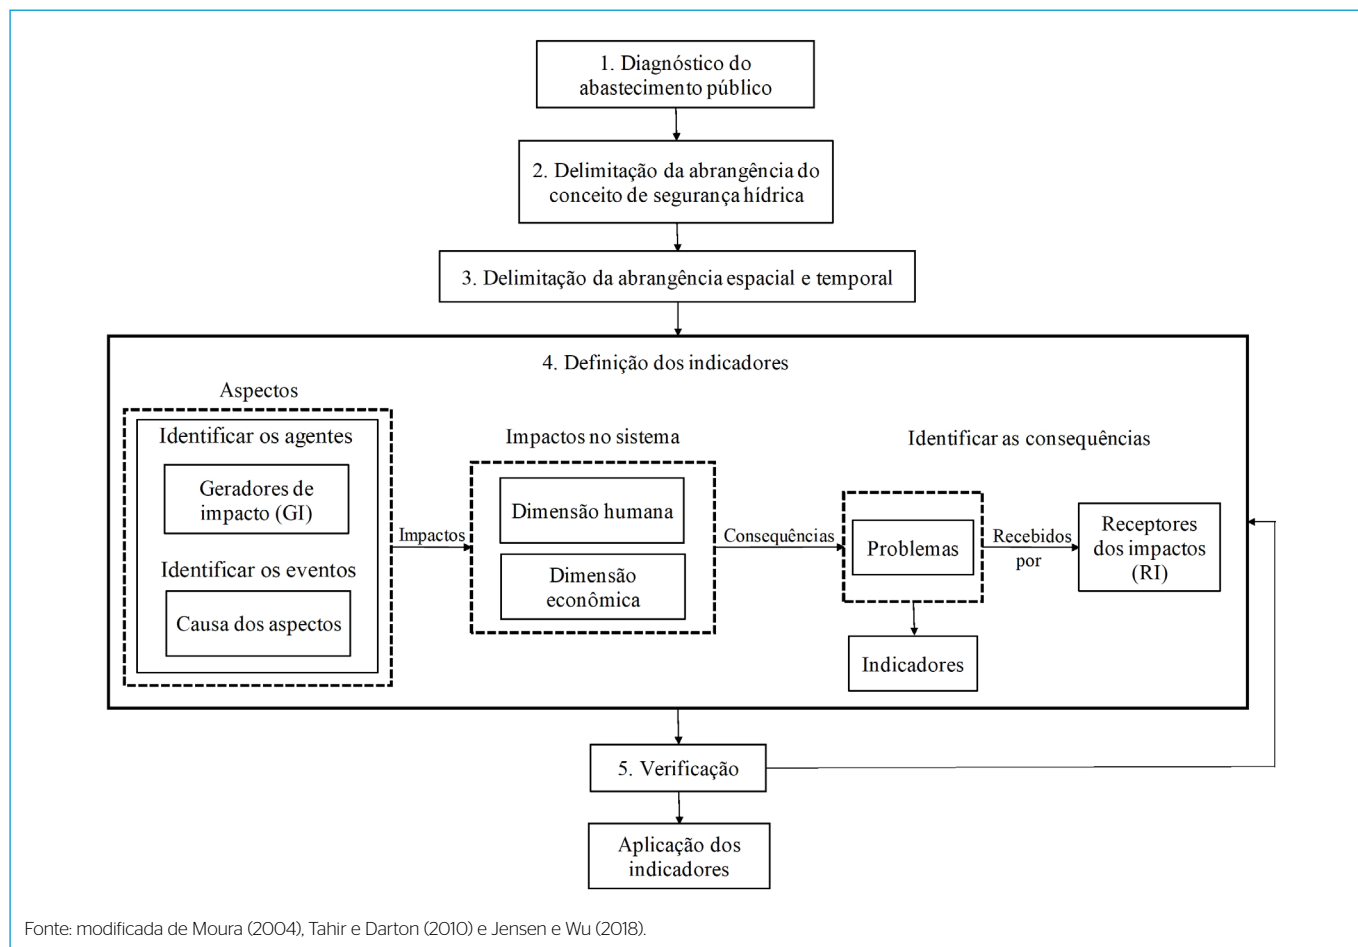 1. Diagnóstico do
abastecimento público
2. Delimitação da abrangência do
conceito de segurança hídrica
3. Delimitação da abrangência espacial e temporal
4. Definição dos indicadores
Aspectos
Identificar os agentes
Geradores de
impacto (GI)
Identificar os eventos
Causa dos aspectos
Impactos
Impactos no sistema
Dimensão humana
Dimensão
econômica
Consequências
Identificar as consequências
Problemas
Indicadores
Recebidos
por
Receptores
dos impactos
(RI)
5. Verificação
Aplicação dos
indicadores
Fonte: modificada de Moura (2004), Tahir e Darton (2010) e Jensen e Wu (2018).